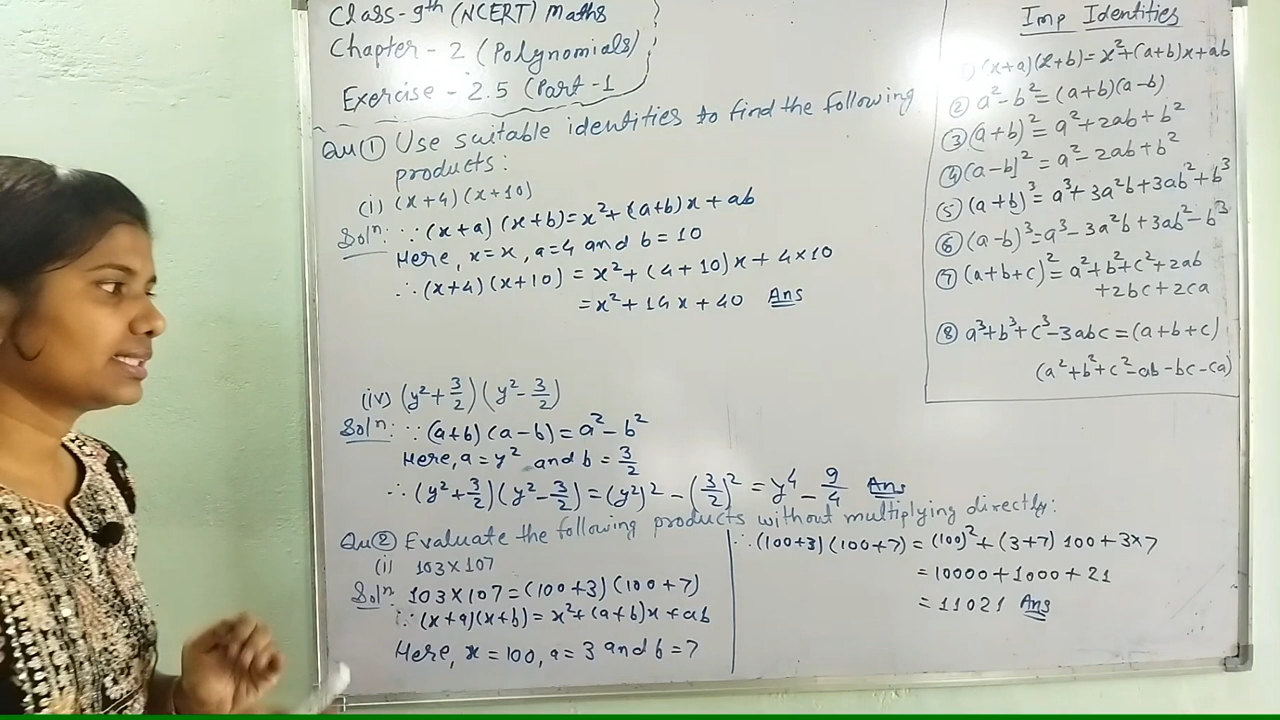 Class-9th (NCERT) Maths
Chapter - 2 (Polynomials)
Exercise - 2.5 (Part -1
Qu① Use suitable identities to find the following
products:
(i) (x+4)(x+10)
Solⁿ: ∵ (x+a)(x+b)=x²+(a+b)x+ab
Here, x=x, a=4 and b=10
∴(x+4)(x+10) = x²+(4+10)x+4×10
=x²+14x+40 Ans
(iv) (y²+3/2)(y²-3/2)
Solⁿ: ∵ (a+b)(a-b)=a²-b²
Here, a=y² and b=3/2
∴(y²+3/2)(y²-3/2)=(y²)²-(3/2)²=y⁴-9/4 Ans
Qu② Evaluate the following products without multiplying directly:
(i) 103×107
Solⁿ 103×107=(100+3)(100+7)
∵(x+a)(x+b)=x²+(a+b)x+ab
Here, x=100, a=3 and b=7
∴(100+3)(100+7)=(100)²+(3+7)100+3×7
=10000+1000+21
=11021 Ans
Imp Identities
1) (x+a)(x+b)=x²+(a+b)x+ab
② a²-b²=(a+b)(a-b)
③ (a+b)²=a²+2ab+b²
④ (a-b]²=a²-2ab+b²
⑤ (a+b)³=a³+3a²b+3ab²+b³
⑥ (a-b)³=a³-3a²b+3ab²-b³
⑦ (a+b+c)²=a²+b²+c²+2ab
+2bc+2ca
⑧ a³+b³+c³-3abc=(a+b+c)
(a²+b²+c²-ab-bc-ca)